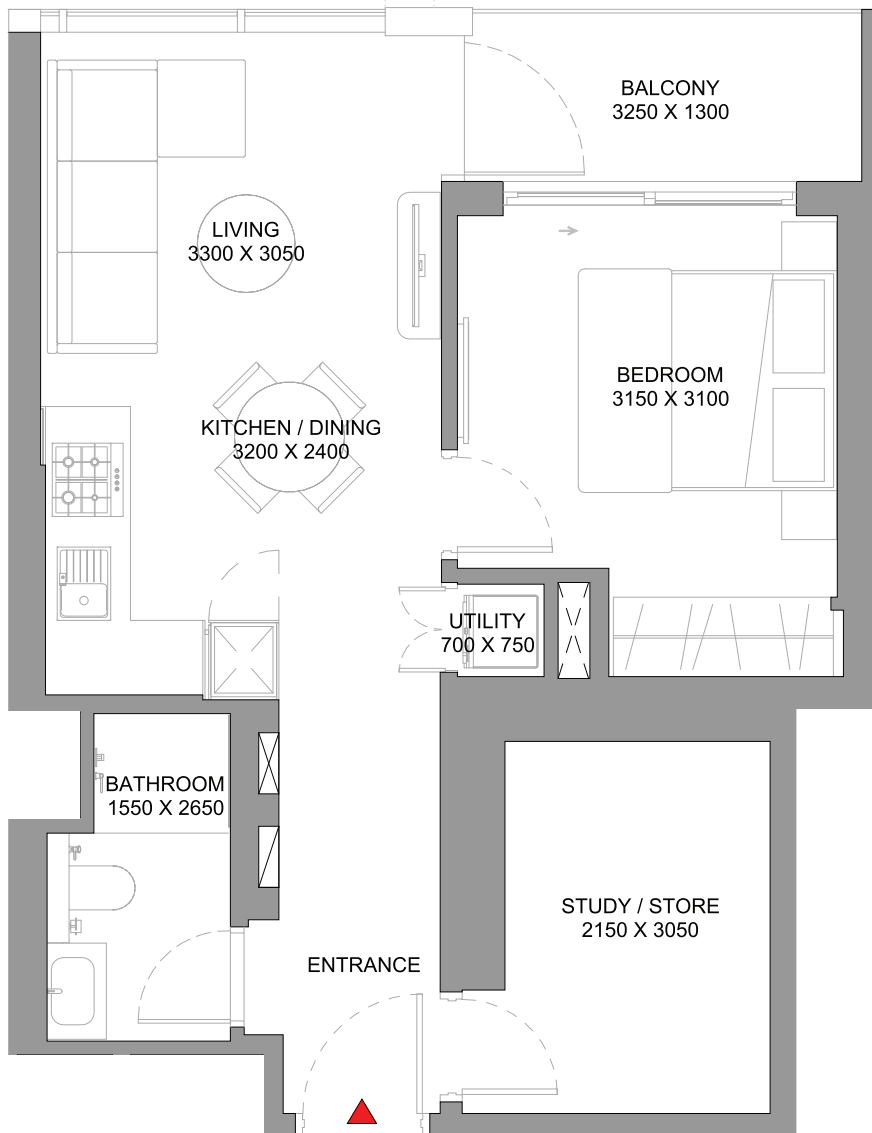 BALCONY
3250 X 1300
LIVING
3300 X 3050
BEDROOM
3150 X 3100
KITCHEN / DINING
3200 X 2400
UTILITY
700 X 750
BATHROOM
1550 X 2650
STUDY / STORE
2150 X 3050
ENTRANCE